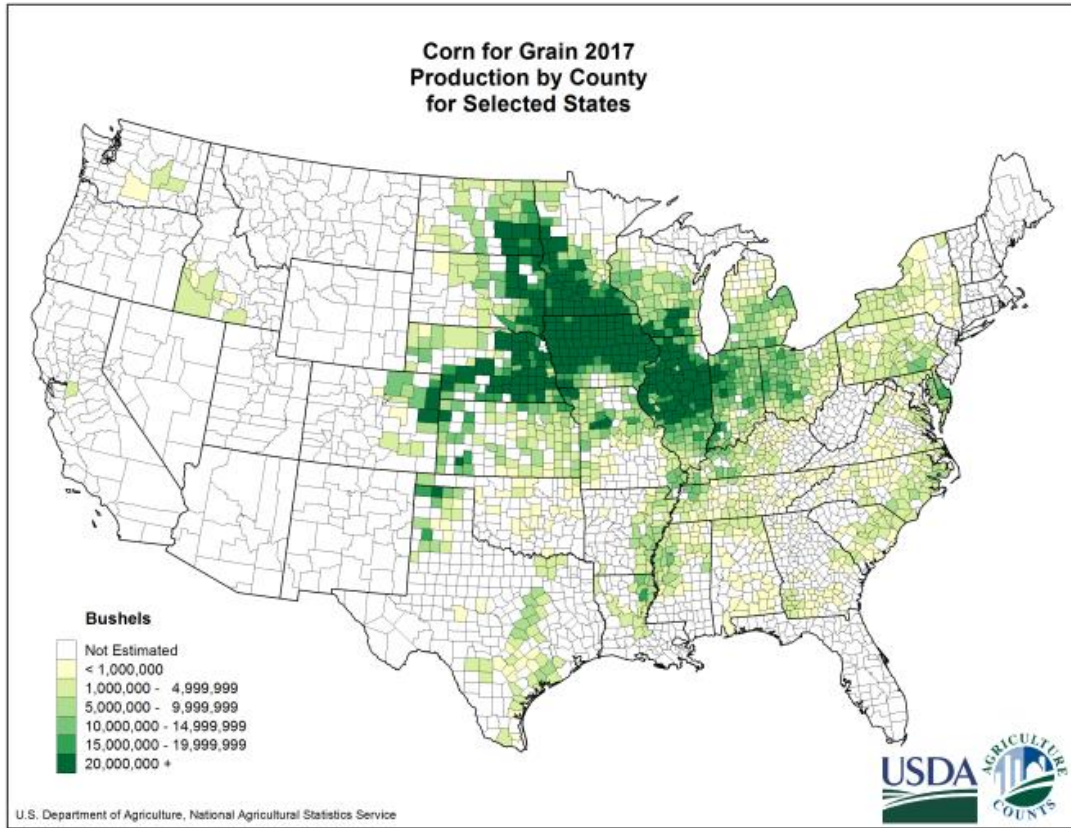 Corn for Grain 2017
Production by County
for Selected States
Bushels
Not Estimated
< 1,000,000
1,000,000 - 4,999,999
5,000,000 - 9,999,999
10,000,000 - 14,999,999
15,000,000 - 19,999,999
20,000,000 +
USDA
AGRICULTURE
COUNTS
U.S. Department of Agriculture, National Agricultural Statistics Service